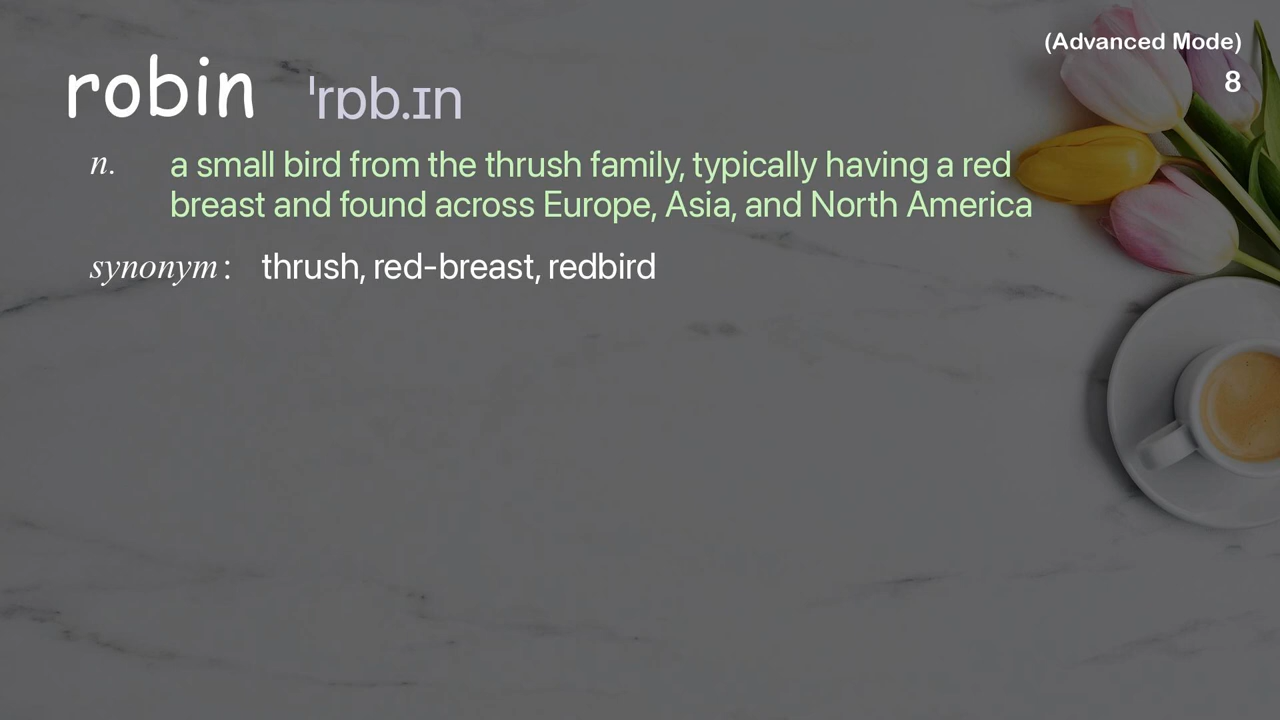 (Advanced Mode)
8
robin ˈrɒb.ɪn
n. a small bird from the thrush family, typically having a red
breast and found across Europe, Asia, and North America
synonym : thrush, red-breast, redbird